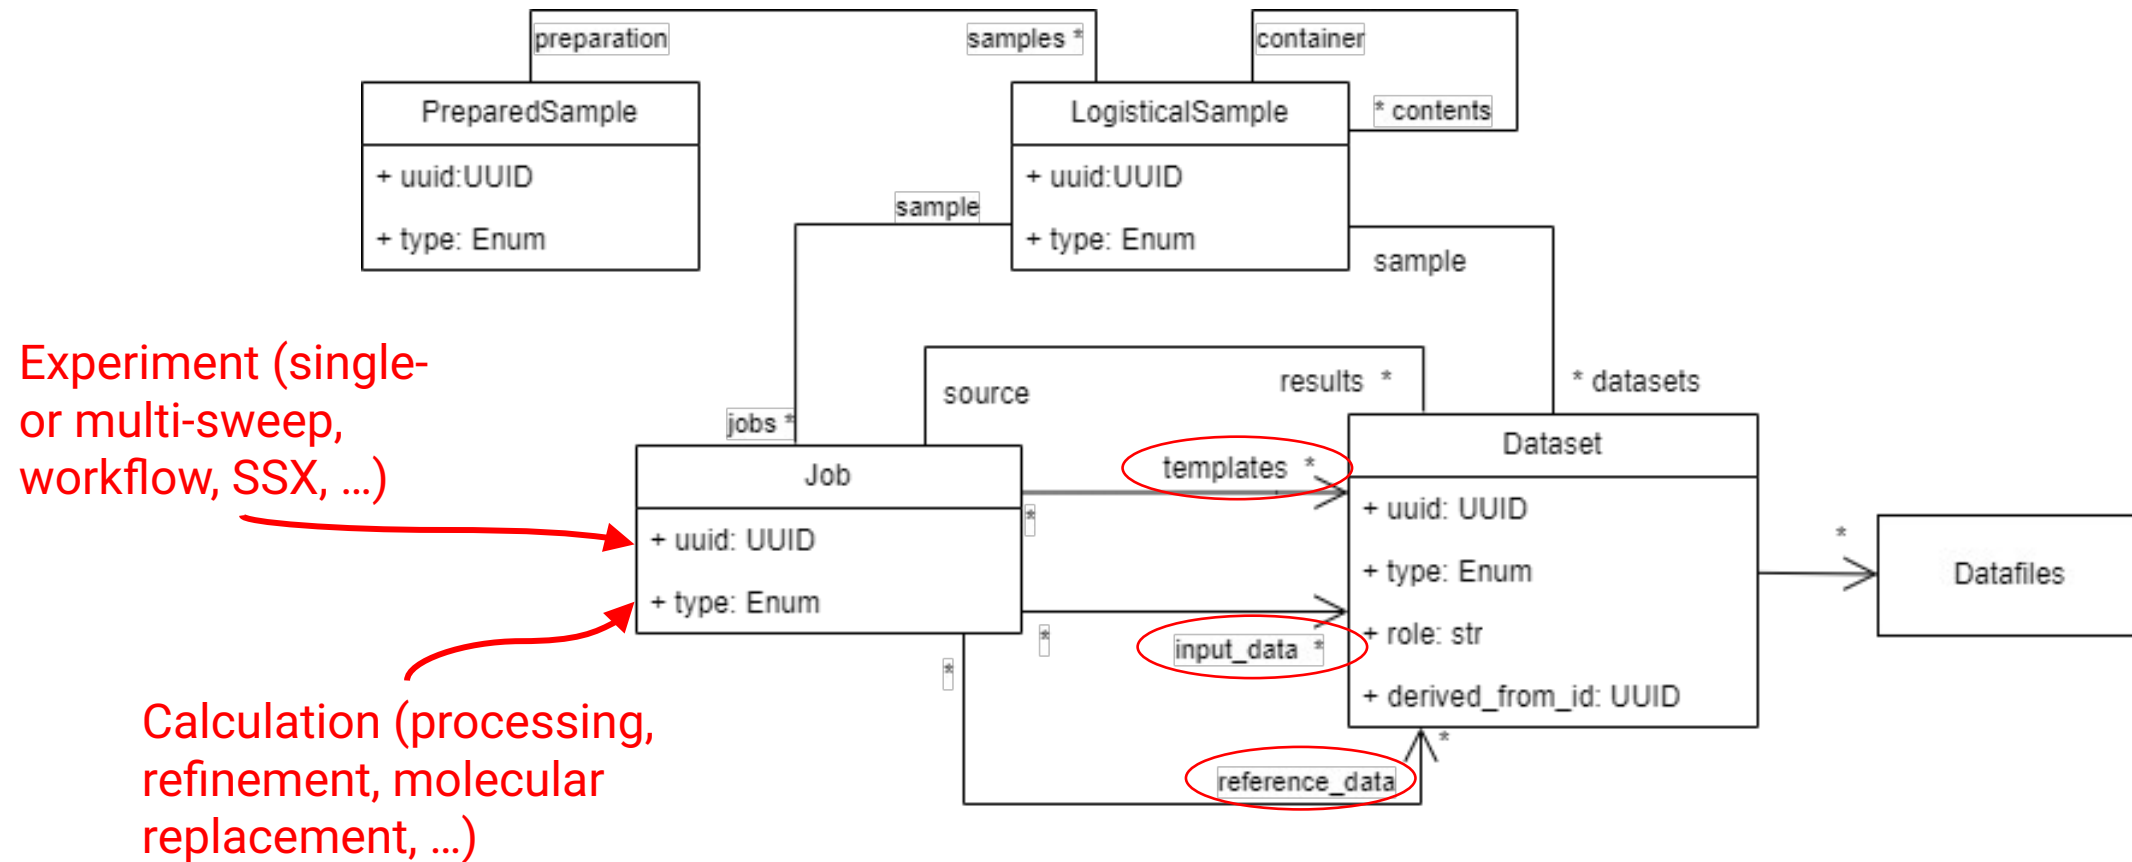 preparation
samples *
container
PreparedSample
LogisticalSample
* contents
+ uuid:UUID
+ type: Enum
+ uuid:UUID
+ type: Enum
sample
sample
Experiment (single-
or multi-sweep,
workflow, SSX, ...)
source
results *
* datasets
jobs *
Job
templates *
Dataset
+ uuid: UUID
+ type: Enum
*
*
*
input_data *
+ uuid: UUID
+ type: Enum
+ role: str
+ derived_from_id: UUID
*
Datafiles
Calculation (processing,
refinement, molecular
replacement, ...)
reference_data
*